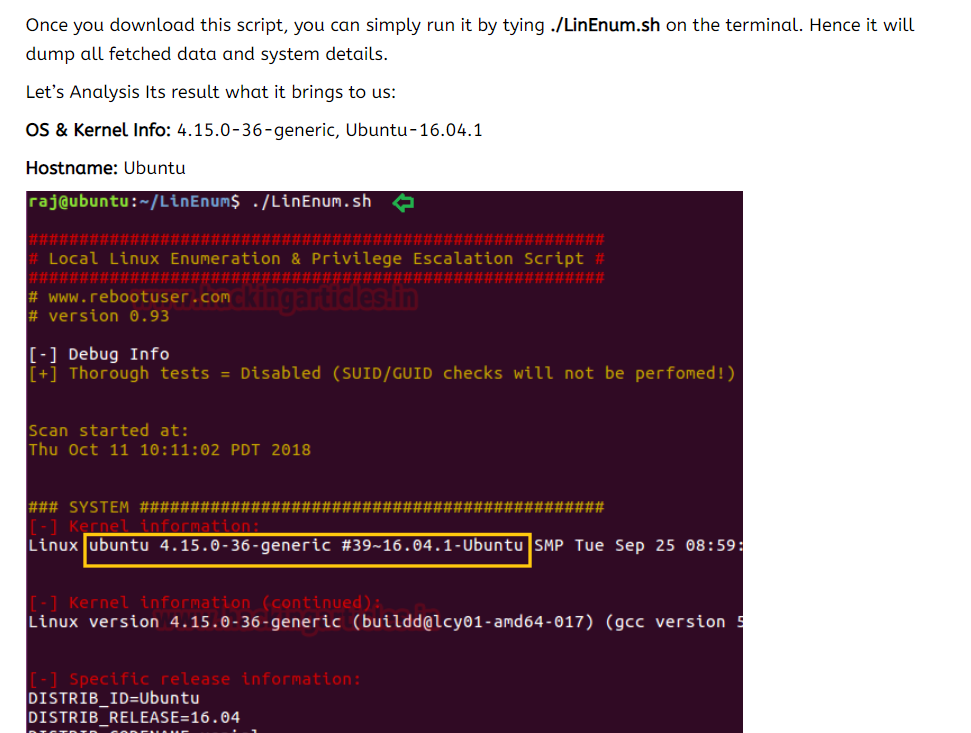 Once you download this script, you can simply run it by tying ./LinEnum.sh on the terminal. Hence it will
dump all fetched data and system details.
Let’s Analysis Its result what it brings to us:
OS & Kernel Info: 4.15.0-36-generic, Ubuntu-16.04.1
Hostname: Ubuntu
raj@ubuntu:~/LinEnum$ ./LinEnum.sh
#########################################################
# Local Linux Enumeration & Privilege Escalation Script #
#########################################################
# www.rebootuser.com
# version 0.93
[-] Debug Info
[+] Thorough tests = Disabled (SUID/GUID checks will not be perfomed!)
Scan started at:
Thu Oct 11 10:11:02 PDT 2018
### SYSTEM ##############################################
[-] Kernel information:
Linux ubuntu 4.15.0-36-generic #39~16.04.1-Ubuntu SMP Tue Sep 25 08:59:
[-] Kernel information (continued):
Linux version 4.15.0-36-generic (buildd@lcy01-amd64-017) (gcc version 5
[-] Specific release information:
DISTRIB_ID=Ubuntu
DISTRIB_RELEASE=16.04